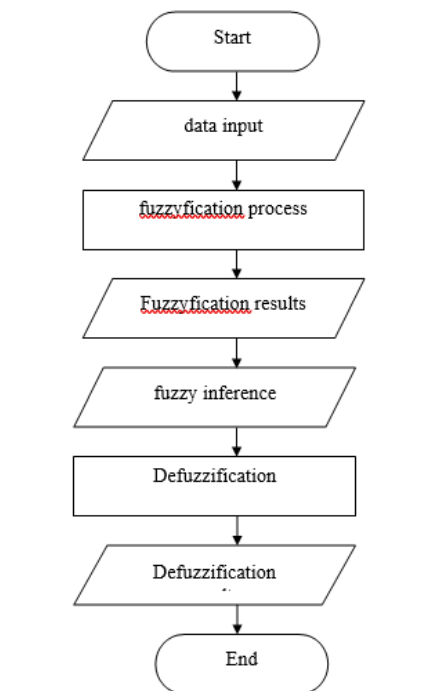 Start
data input
fuzzyfication process
Fuzzyfication results
fuzzy inference
Defuzzification
Defuzzification
End